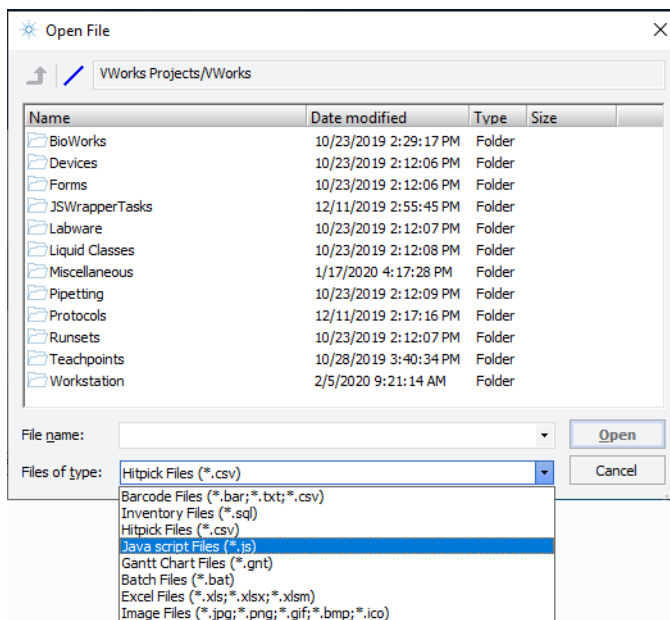 Open File
VWorks Projects/VWorks
Name Date modified Type Size
BioWorks 10/23/2019 2:29:17 PM Folder
Devices 10/23/2019 2:12:06 PM Folder
Forms 10/23/2019 2:12:06 PM Folder
JSWrapperTasks 12/11/2019 2:55:45 PM Folder
Labware 10/23/2019 2:12:07 PM Folder
Liquid Classes 10/23/2019 2:12:08 PM Folder
Miscellaneous 1/17/2020 4:17:28 PM Folder
Pipetting 10/23/2019 2:12:09 PM Folder
Protocols 12/11/2019 2:17:16 PM Folder
Runsets 10/23/2019 2:12:07 PM Folder
Teachpoints 10/28/2019 3:40:34 PM Folder
Workstation 2/5/2020 9:21:14 AM Folder
File name: Open
Files of type: Hitpick Files (*.csv) Cancel
Barcode Files (*.bar;*.txt;*.csv)
Inventory Files (*.sql)
Hitpick Files (*.csv)
Java script Files (*.js)
Gantt Chart Files (*.gnt)
Batch Files (*.bat)
Excel Files (*.xls;*.xlsx;*.xlsm)
Image Files (*.jpg;*.png;*.gif;*.bmp;*.ico)